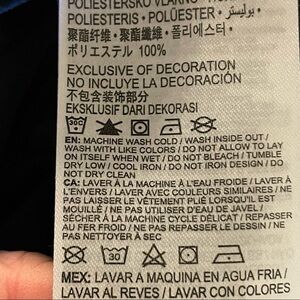 POLIESTERSKO VLAKNO
POLIESTERIS • POLÜESTER • بوليستر •
聚酯纤维 • 聚酯纖維 • 폴리에스터 •
ポリエステル 100%
EXCLUSIVE OF DECORATION
NO INCLUYE LA DECORACIÓN
不包含装饰部分
EKSKLUSIF DARI DEKORASI
30
EN: MACHINE WASH COLD / WASH INSIDE OUT /
WASH WITH LIKE COLORS / DO NOT ALLOW TO LAY
ON ITSELF WHEN WET / DO NOT BLEACH / TUMBLE
DRY LOW / COOL IRON / DO NOT IRON DESIGN / DO
NOT DRY CLEAN
CA: LAVER À LA MACHINE À L'EAU FROIDE / LAVER À
L'ENVERS / LAVER AVEC COULEURS SIMILAIRES / NE
PAS LAISSER LE VÊTEMENT PLIÉ LORSQU'IL EST
MOUILLÉ / NE PAS UTILISER D'EAU DE JAVEL /
SÉCHER À LA MACHINE CYCLE DÉLICAT / REPASSER
AU FER FROID / NE PAS REPASSER LE DESSIN / NE
PAS NETTOYER À SEC
30
MEX: LAVAR A MAQUINA EN AGUA FRIA /
LAVAR AL REVES / LAVAR CON COLORES